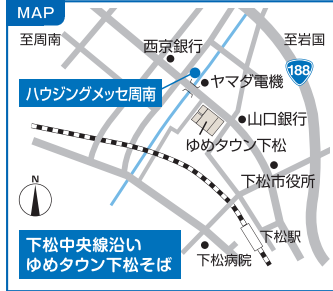 MAP
至周南
至岩国
西京銀行
188
ヤマダ電機
ハウジングメッセ周南
山口銀行
ゆめタウン下松
下松市役所
N
下松駅
下松中央線沿い
ゆめタウン下松そば
下松病院